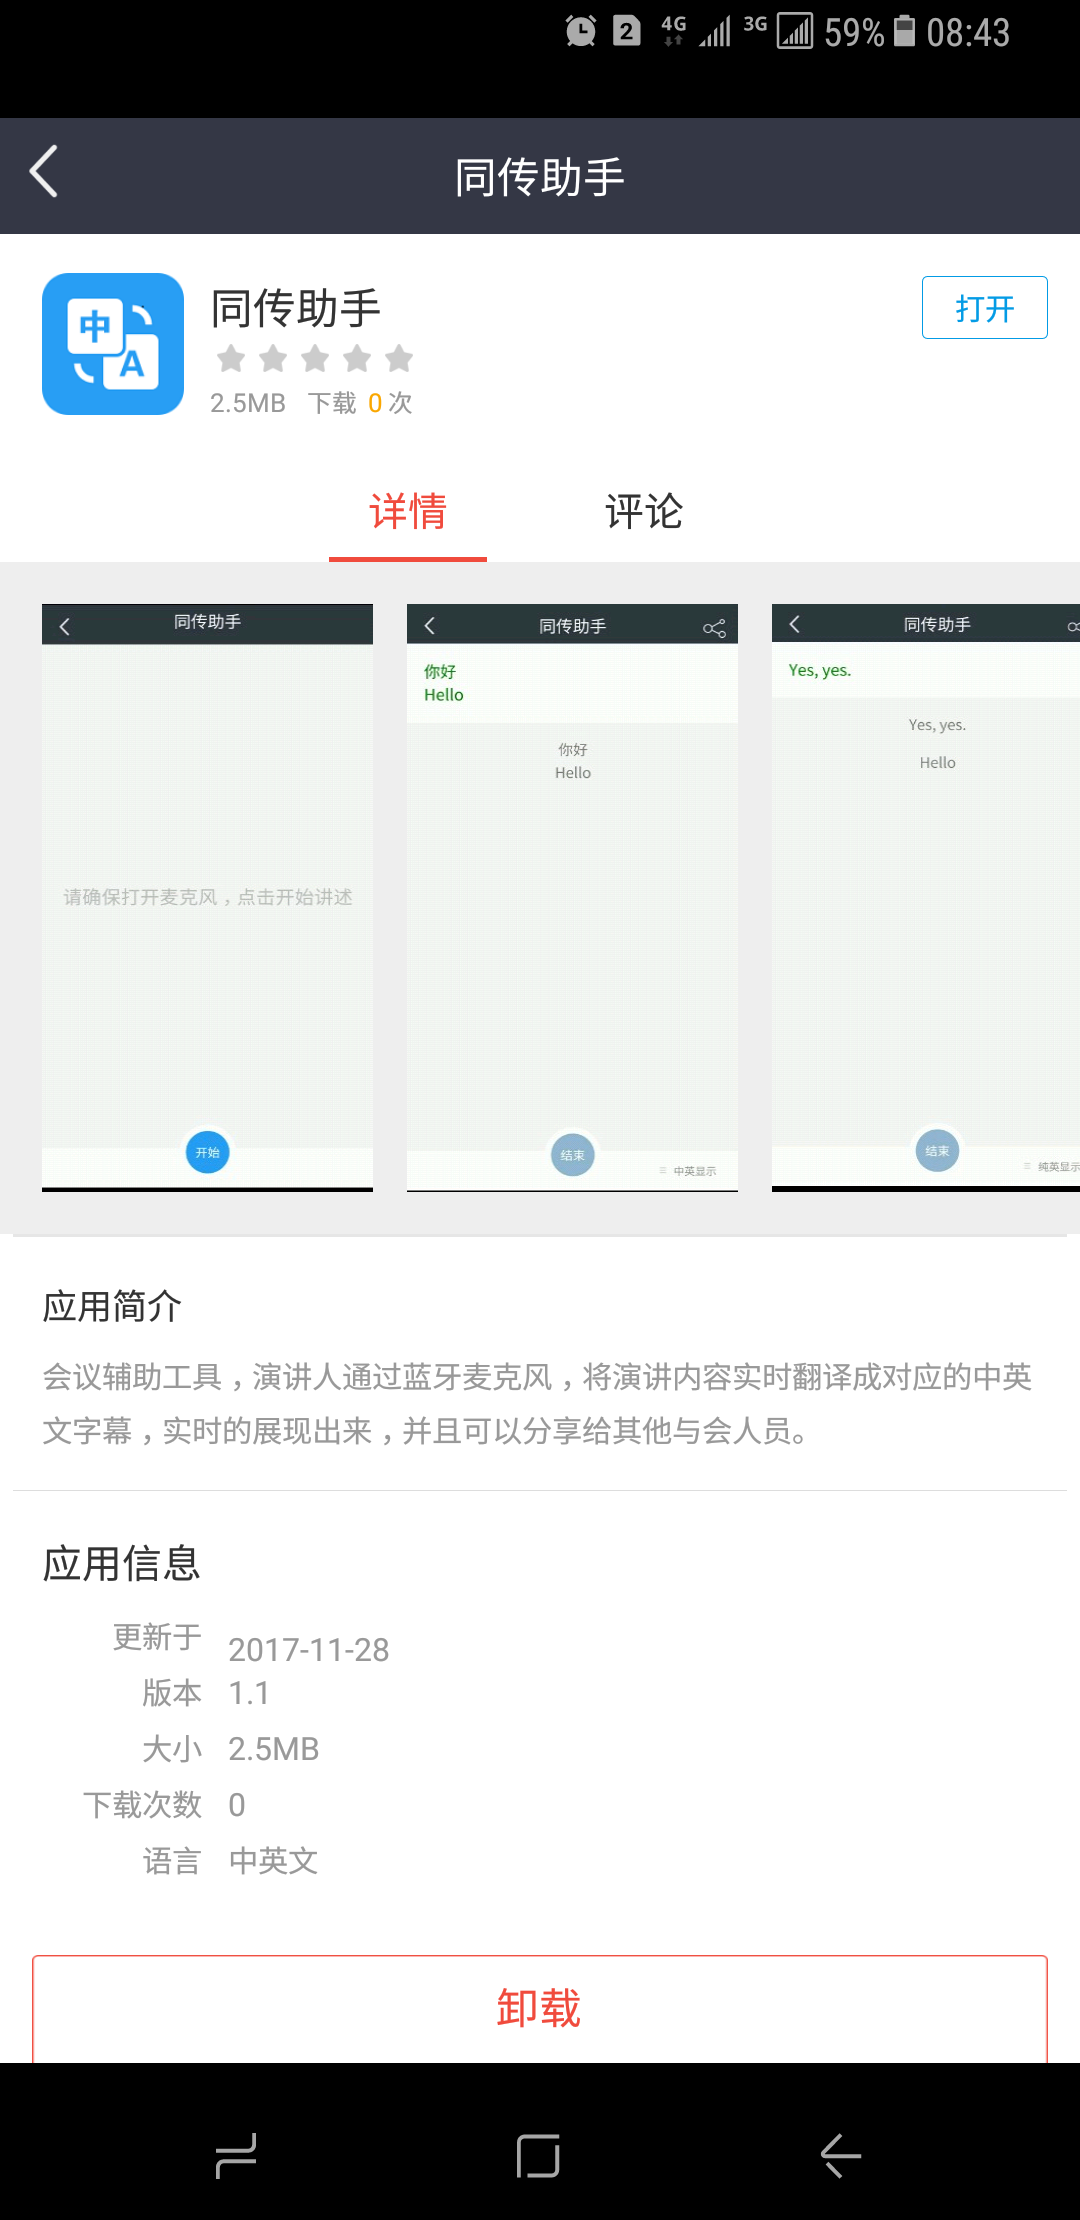 2 4G 3G 59% 08:43
同传助手
中
A
同传助手
打开
2.5MB 下载 0 次
详情 评论
同传助手
请确保打开麦克风，点击开始讲述
开始
同传助手
你好
Hello
你好
Hello
结束
中英显示
同传助手
Yes, yes.
Yes, yes.
Hello
结束
纯英显示
应用简介
会议辅助工具，演讲人通过蓝牙麦克风，将演讲内容实时翻译成对应的中英
文字幕，实时的展现出来，并且可以分享给其他与会人员。
应用信息
更新于 2017-11-28
版本 1.1
大小 2.5MB
下载次数 0
语言 中英文
卸载